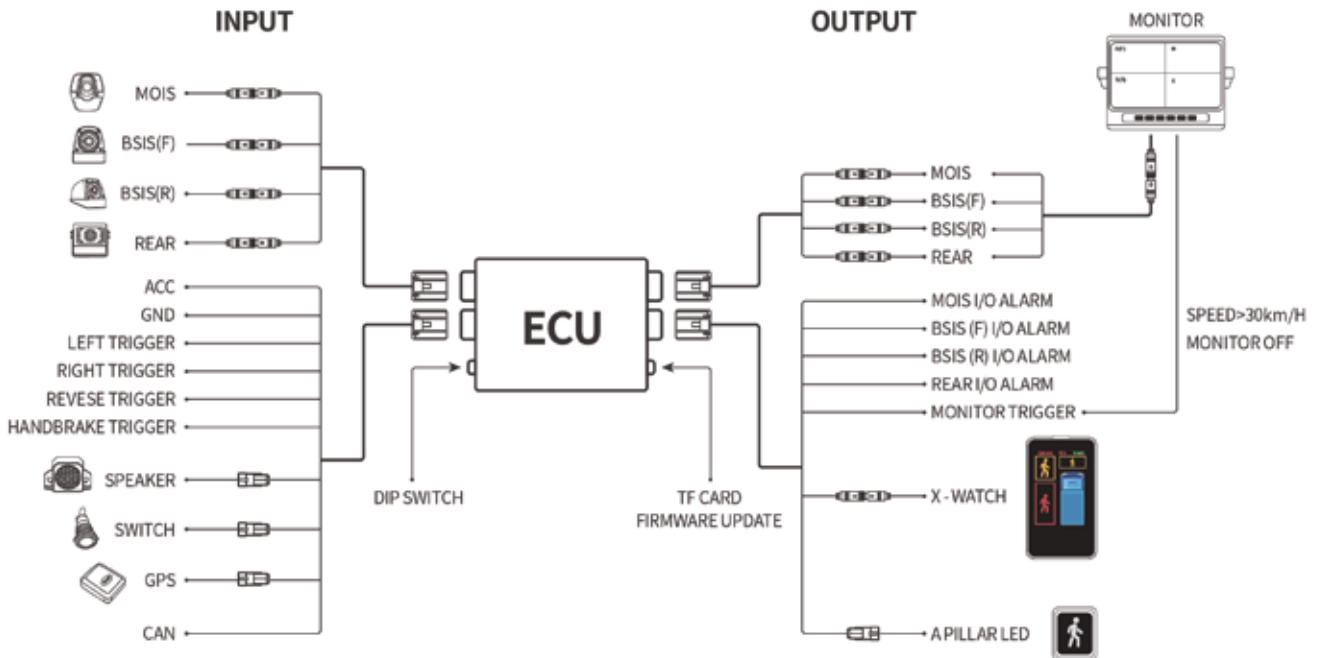 INPUT
OUTPUT
MONITOR
MOIS
BSIS(F)
BSIS(R)
REAR
ACC
GND
LEFT TRIGGER
RIGHT TRIGGER
REVESE TRIGGER
HANDBRAKE TRIGGER
SPEAKER
SWITCH
GPS
CAN
ECU
DIP SWITCH
TF CARD
FIRMWARE UPDATE
MOIS
BSIS(F)
BSIS(R)
REAR
MOIS I/O ALARM
BSIS (F) I/O ALARM
BSIS (R) I/O ALARM
REAR I/O ALARM
MONITOR TRIGGER
SPEED>30km/H
MONITOR OFF
X - WATCH
A PILLAR LED